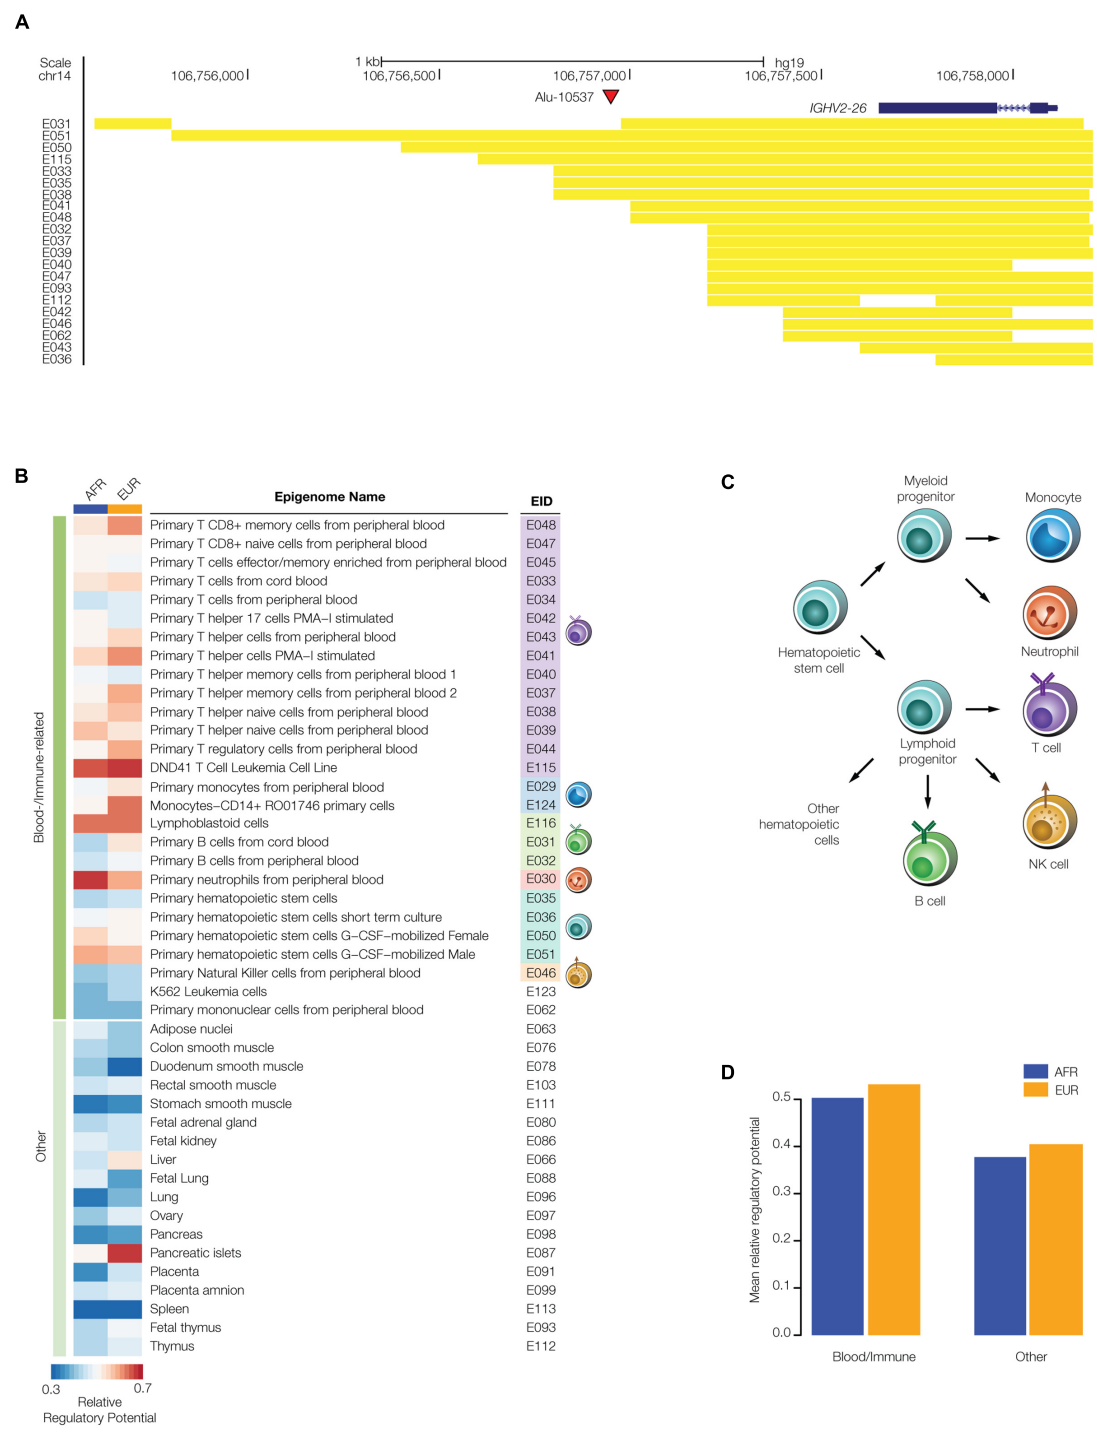 A
Scale 1 kb hg19
chr14 106,756,000 106,756,500 106,757,000 106,757,500 106,758,000
Alu-10537 IGHV2-26
E031
E051
E050
E115
E033
E035
E038
E041
E048
E032
E037
E039
E040
E047
E093
E112
E042
E046
E062
E043
E036
B
AFR EUR Epigenome Name EID
Blood-/Immune-related
Primary T CD8+ memory cells from peripheral blood E048
Primary T CD8+ naive cells from peripheral blood E047
Primary T cells effector/memory enriched from peripheral blood E045
Primary T cells from cord blood E033
Primary T cells from peripheral blood E034
Primary T helper 17 cells PMA–I stimulated E042
Primary T helper cells from peripheral blood E043
Primary T helper cells PMA–I stimulated E041
Primary T helper memory cells from peripheral blood 1 E040
Primary T helper memory cells from peripheral blood 2 E037
Primary T helper naive cells from peripheral blood E038
Primary T helper naive cells from peripheral blood E039
Primary T regulatory cells from peripheral blood E044
DND41 T Cell Leukemia Cell Line E115
Primary monocytes from peripheral blood E029
Monocytes–CD14+ RO01746 primary cells E124
Lymphoblastoid cells E116
Primary B cells from cord blood E031
Primary B cells from peripheral blood E032
Primary neutrophils from peripheral blood E030
Primary hematopoietic stem cells E035
Primary hematopoietic stem cells short term culture E036
Primary hematopoietic stem cells G–CSF–mobilized Female E050
Primary hematopoietic stem cells G–CSF–mobilized Male E051
Primary Natural Killer cells from peripheral blood E046
K562 Leukemia cells E123
Primary mononuclear cells from peripheral blood E062
Other
Adipose nuclei E063
Colon smooth muscle E076
Duodenum smooth muscle E078
Rectal smooth muscle E103
Stomach smooth muscle E111
Fetal adrenal gland E080
Fetal kidney E086
Liver E066
Fetal Lung E088
Lung E096
Ovary E097
Pancreas E098
Pancreatic islets E087
Placenta E091
Placenta amnion E099
Spleen E113
Fetal thymus E093
Thymus E112
0.3 0.7
Relative
Regulatory Potential
C
Myeloid
progenitor
Monocyte
Hematopoietic
stem cell
Neutrophil
Lymphoid
progenitor
T cell
Other
hematopoietic
cells
NK cell
B cell
D
AFR
EUR
Mean relative regulatory potential
0.5
0.4
0.3
0.2
0.1
0.0
Blood/Immune Other